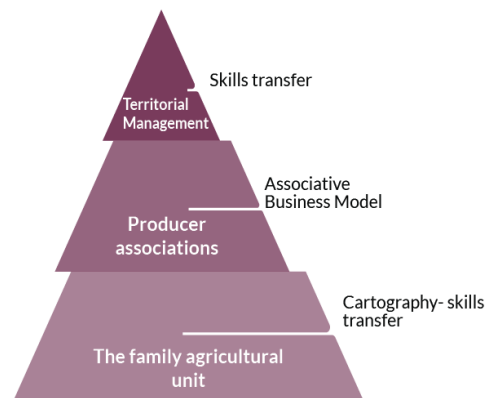 Skills transfer
Territorial
Management
Associative
Business Model
Producer
associations
Cartography- skills
transfer
The family agricultural
unit